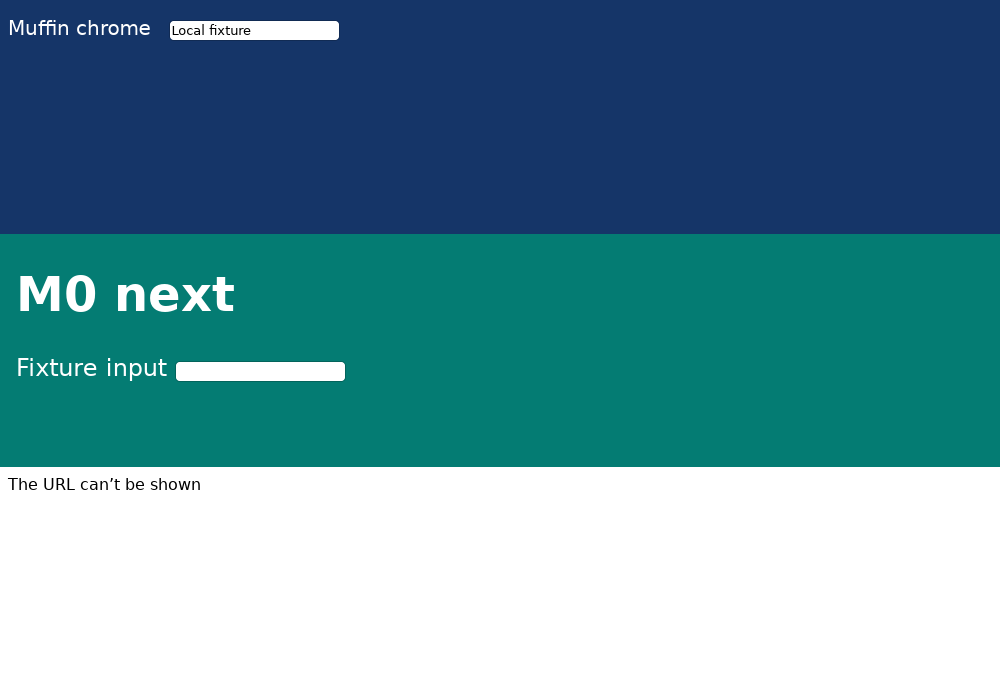 Muffin chrome Local fixture
M0 next
Fixture input
The URL can’t be shown